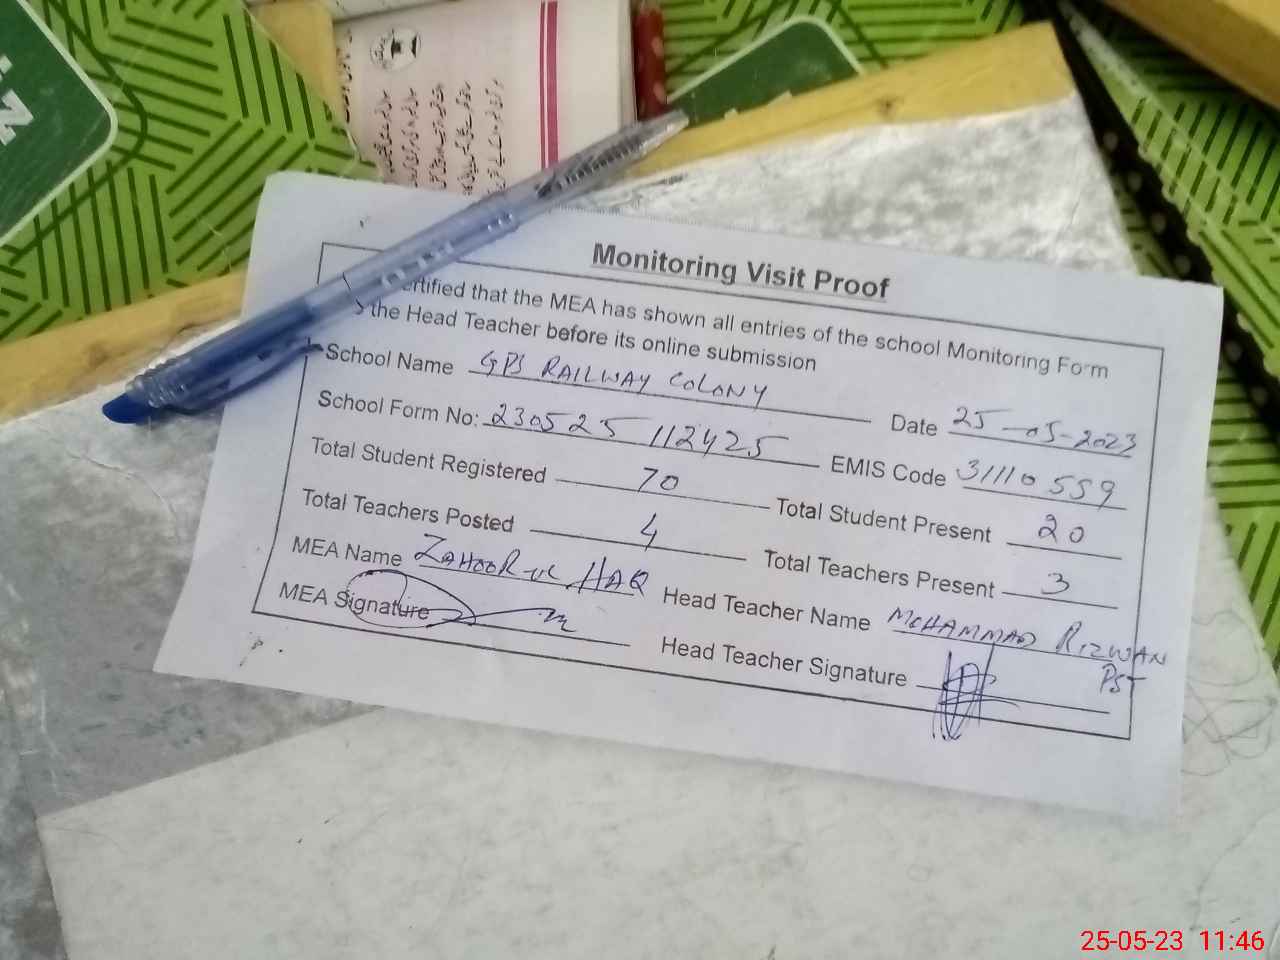 Monitoring Visit Proof
ertified that the MEA has shown all entries of the school Monitoring Form
the Head Teacher before its online submission
School Name GPS RAILWAY COLONY Date 25-05-2023
School Form No: 230525112425 EMIS Code 31110559
Total Student Registered 70 Total Student Present 20
Total Teachers Posted 4 Total Teachers Present 3
MEA Name ZAHOOR-UL HAQ Head Teacher Name MOHAMMAD RIZWAN
PST
MEA Signature Head Teacher Signature
25-05-23 11:46